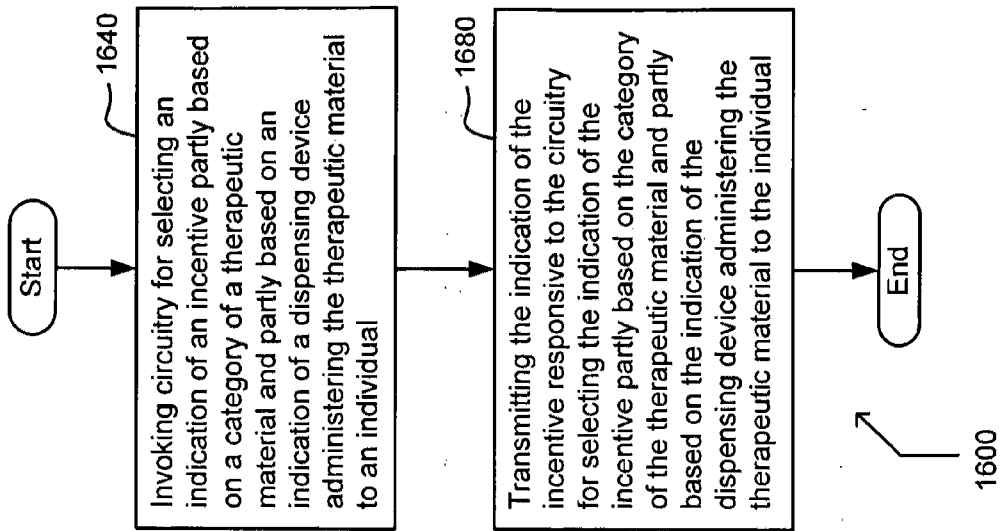 Start
1640
Invoking circuitry for selecting an
indication of an incentive partly based
on a category of a therapeutic
material and partly based on an
indication of a dispensing device
administering the therapeutic material
to an individual
1680
Transmitting the indication of the
incentive responsive to the circuitry
for selecting the indication of the
incentive partly based on the category
of the therapeutic material and partly
based on the indication of the
dispensing device administering the
therapeutic material to the individual
End
1600